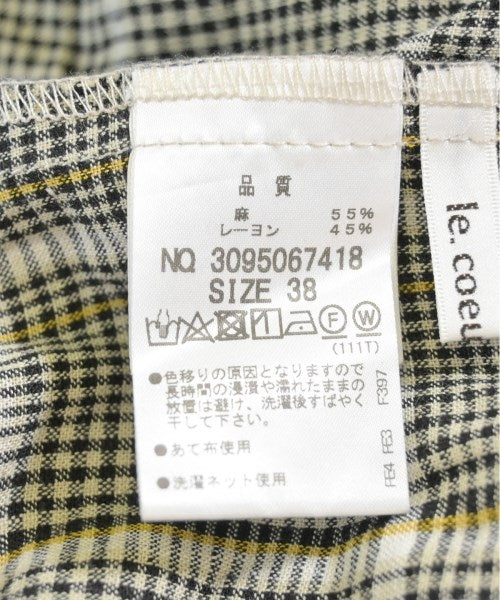 品質
麻 55%
レーヨン 45%
NO. 3095067418
SIZE 38
F W
(111T)
●色移りの原因となりますので
長時間の浸漬や濡れたままの
放置は避け、洗濯後すばやく
干して下さい。
●あて布使用
●洗濯ネット使用
FE4 FE3 F397
le.coeu